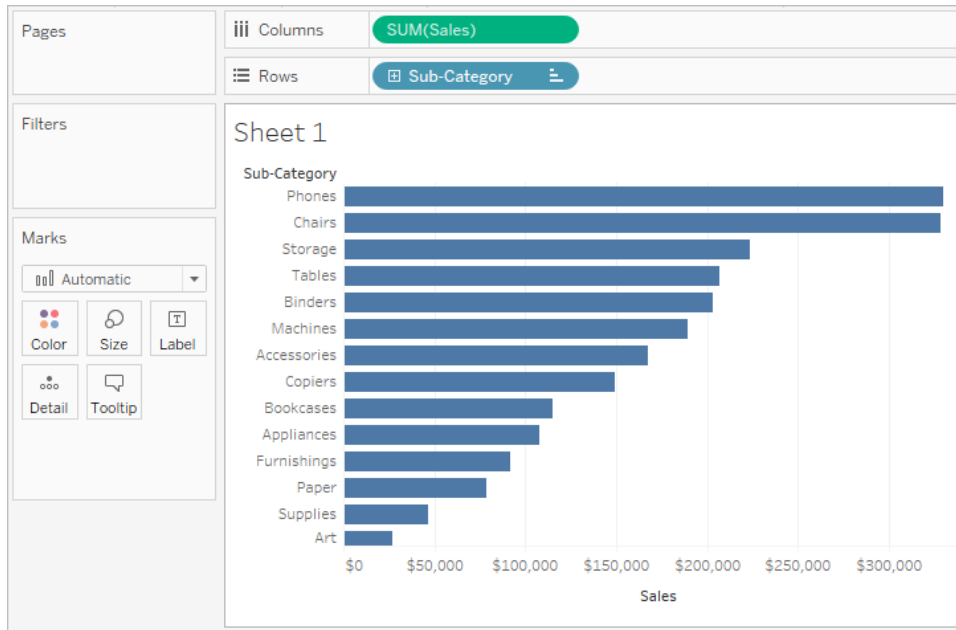 Pages
Columns
SUM(Sales)
Rows
Sub-Category
Filters
Marks
Automatic
Color
Size
T
Label
Detail
Tooltip
Sheet 1
Sub-Category
Phones
Chairs
Storage
Tables
Binders
Machines
Accessories
Copiers
Bookcases
Appliances
Furnishings
Paper
Supplies
Art
$0 $50,000 $100,000 $150,000 $200,000 $250,000 $300,000
Sales